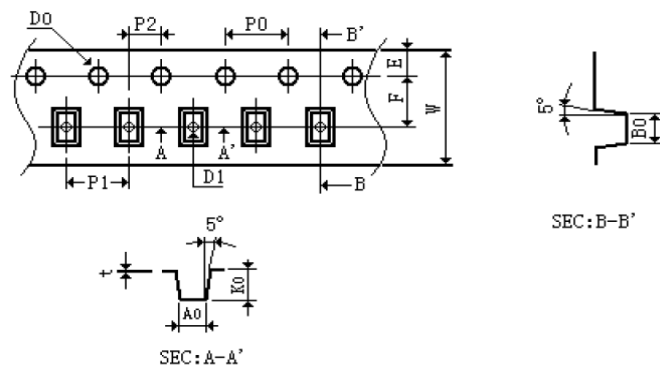 D0
P2
P0
B'
E
F
W
A
A'
P1
D1
B
5°
B0
SEC:B-B'
5°
t
K0
A0
SEC:A-A'